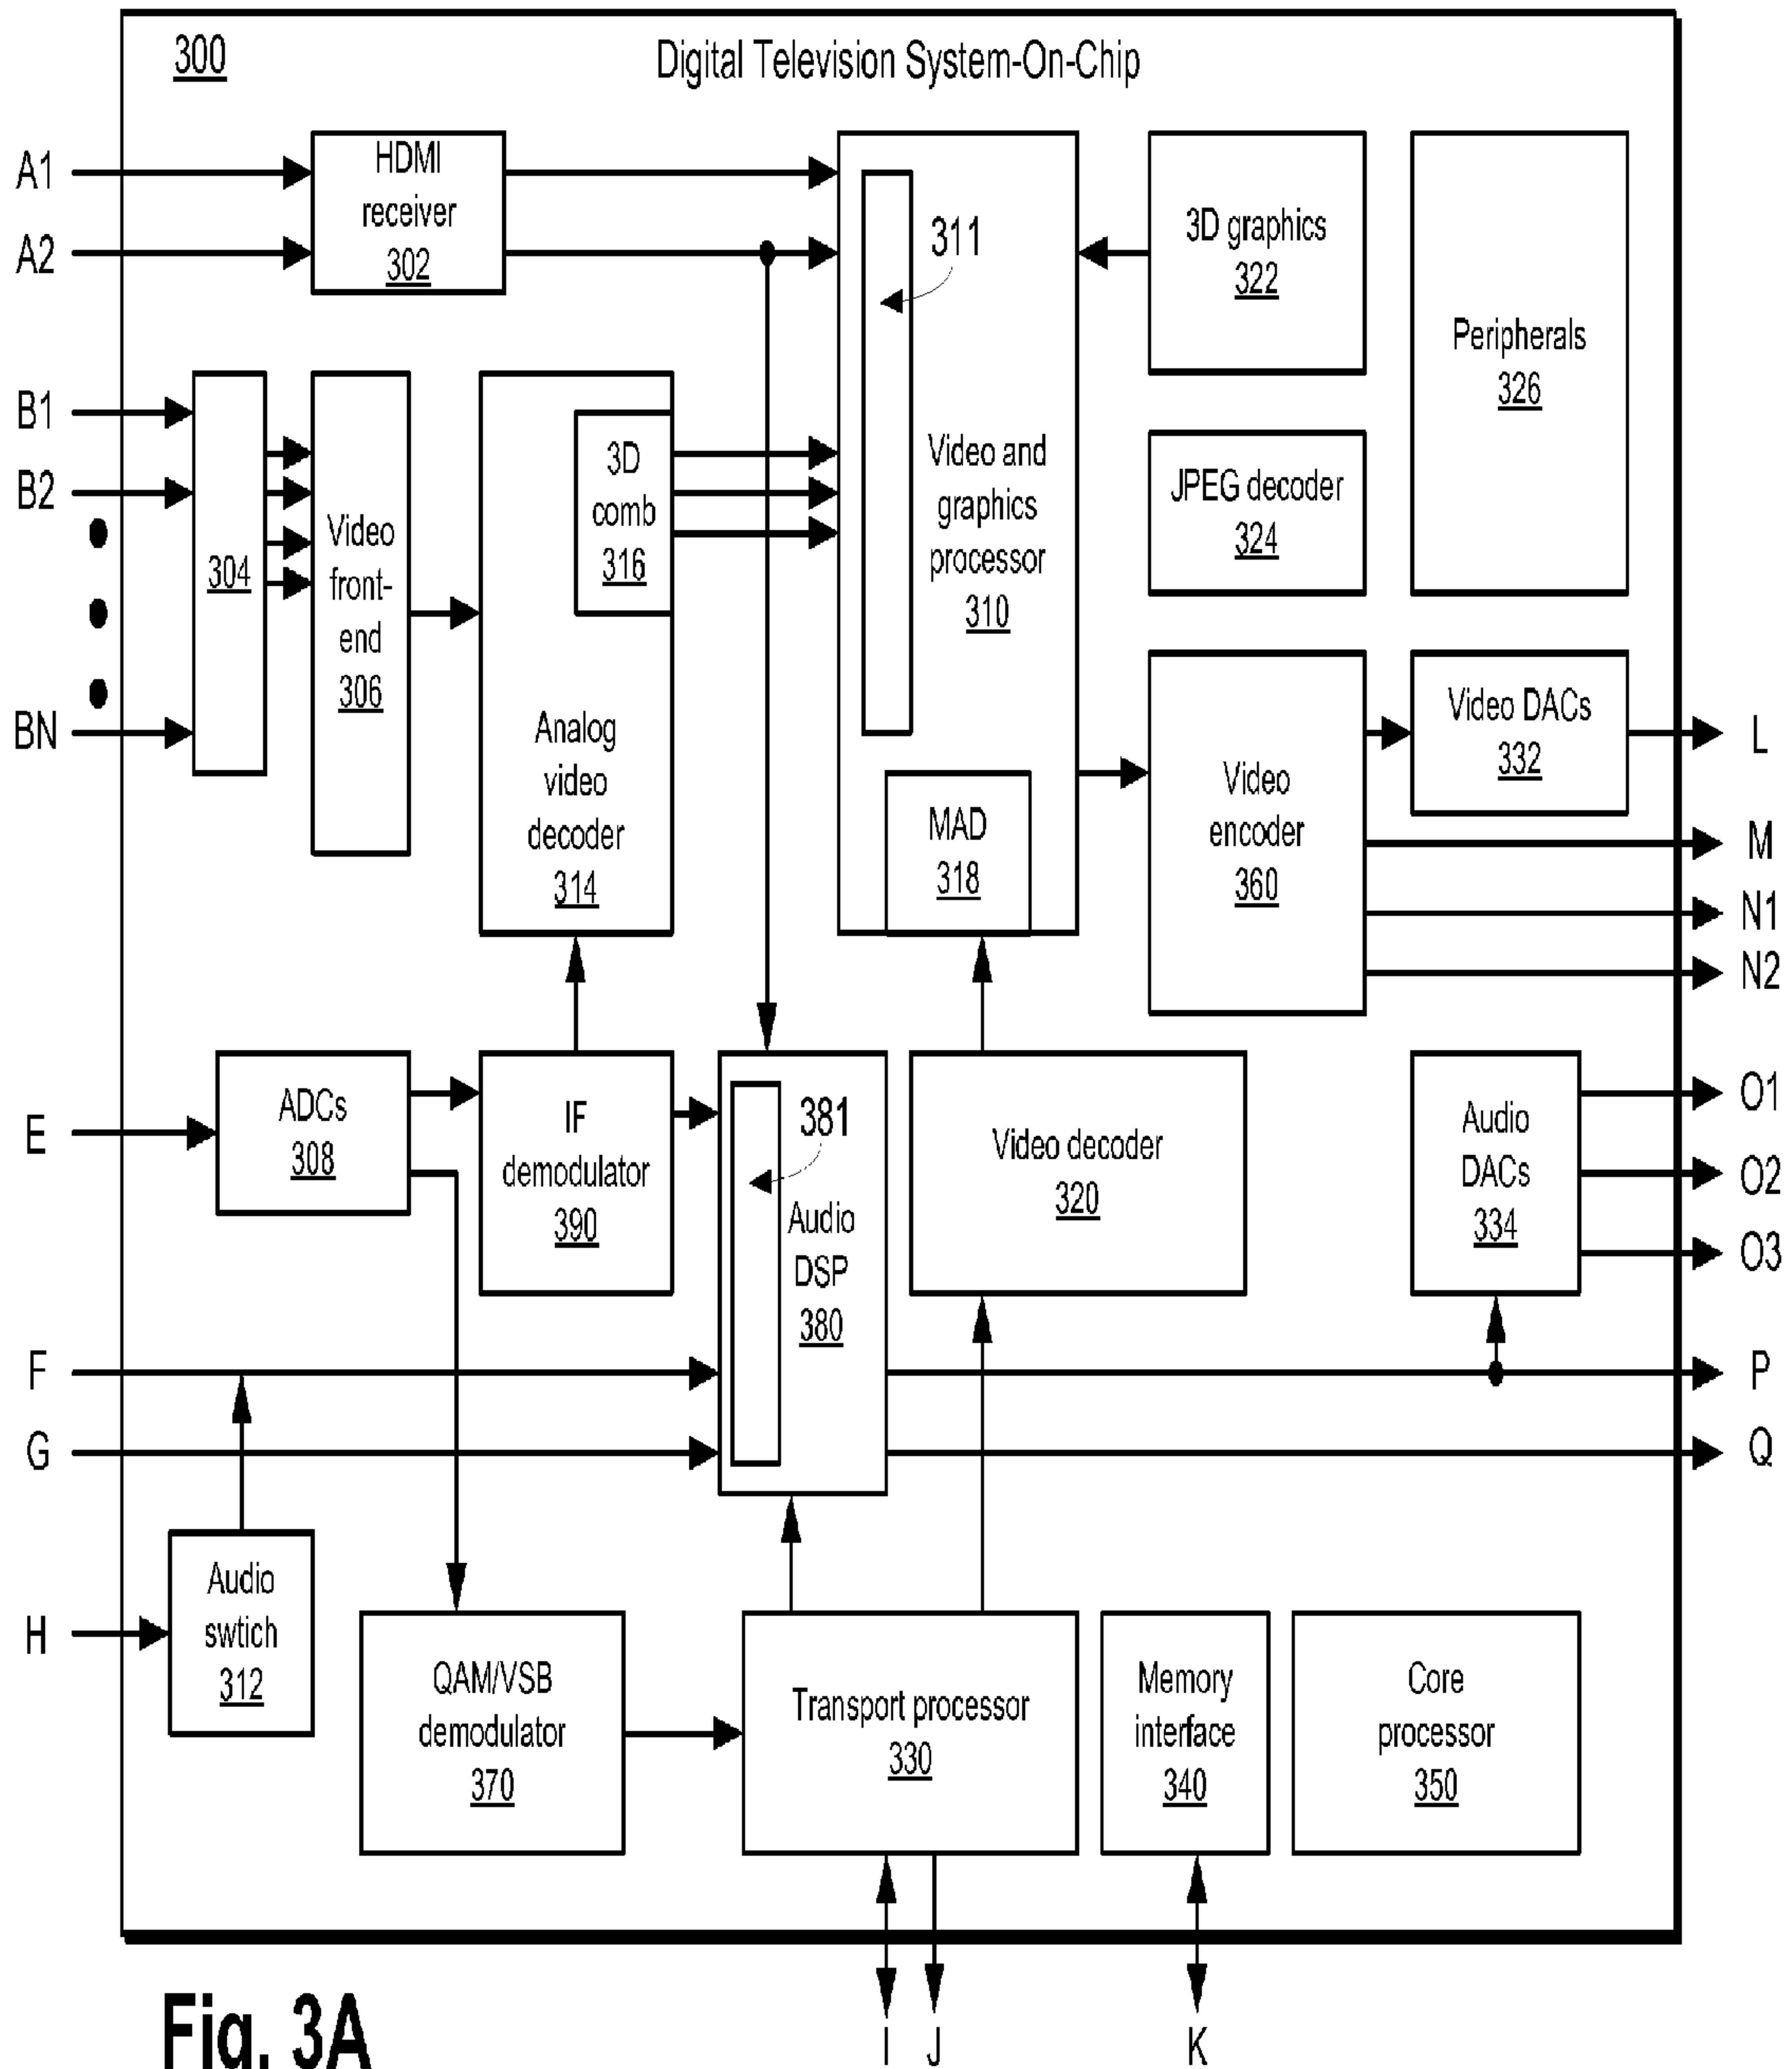 300
Digital Television System-On-Chip
A1
A2
HDMI
receiver
302
311
3D graphics
322
Peripherals
326
B1
B2
BN
304
Video
front-
end
306
3D
comb
316
Analog
video
decoder
314
Video and
graphics
processor
310
JPEG decoder
324
MAD
318
Video
encoder
360
Video DACs
332
L
M
N1
N2
E
ADCs
308
IF
demodulator
390
381
Audio
DSP
380
Video decoder
320
Audio
DACs
334
O1
O2
O3
F
G
P
Q
H
Audio
swtich
312
QAM/VSB
demodulator
370
Transport processor
330
Memory
interface
340
Core
processor
350
I
J
K
Fig. 3A